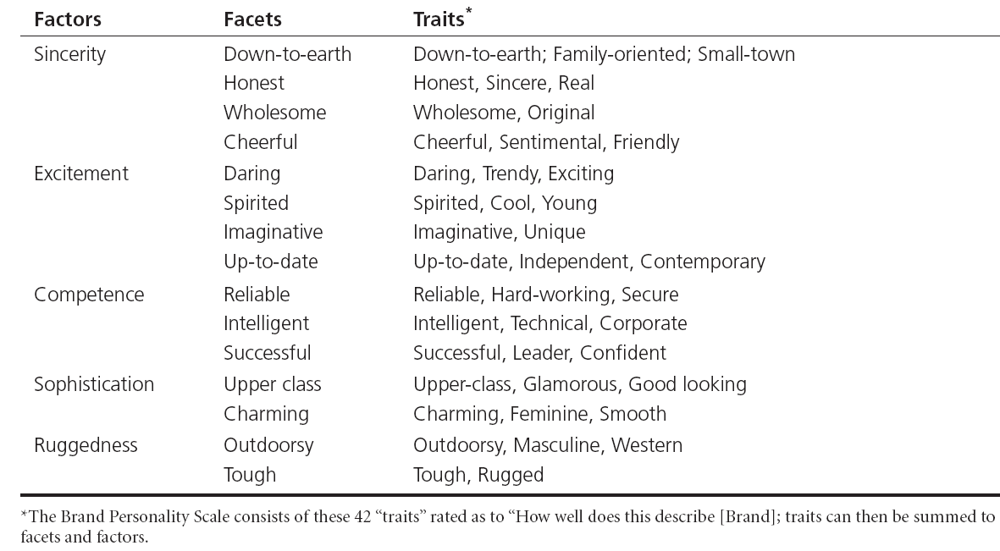 Factors Facets Traits*
Sincerity Down-to-earth Down-to-earth; Family-oriented; Small-town
Honest Honest, Sincere, Real
Wholesome Wholesome, Original
Cheerful Cheerful, Sentimental, Friendly
Excitement Daring Daring, Trendy, Exciting
Spirited Spirited, Cool, Young
Imaginative Imaginative, Unique
Up-to-date Up-to-date, Independent, Contemporary
Competence Reliable Reliable, Hard-working, Secure
Intelligent Intelligent, Technical, Corporate
Successful Successful, Leader, Confident
Sophistication Upper class Upper-class, Glamorous, Good looking
Charming Charming, Feminine, Smooth
Ruggedness Outdoorsy Outdoorsy, Masculine, Western
Tough Tough, Rugged
*The Brand Personality Scale consists of these 42 “traits” rated as to “How well does this describe [Brand]; traits can then be summed to
facets and factors.